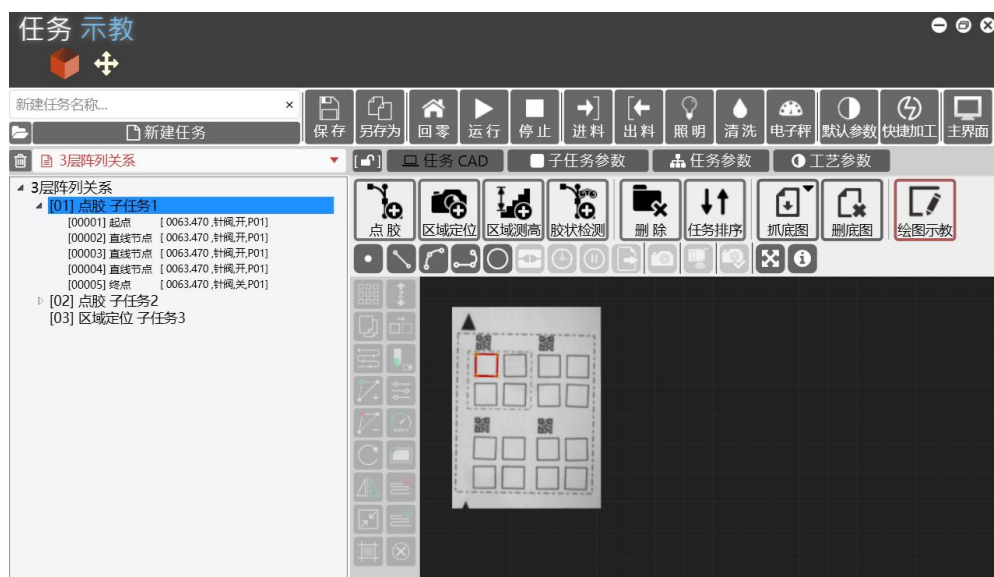 任务 示教
新建任务名称... ×
新建任务
保存 另存为 回零 运行 停止 进料 出料 照明 清洗 电子秤 默认参数 快捷加工 主界面
3层阵列关系
任务 CAD 子任务参数 任务参数 工艺参数
3层阵列关系
[01] 点胶 子任务1
[00001] 起点 [ 0063.470 ,针阀,开,P01]
[00002] 直线节点 [ 0063.470 ,针阀,开,P01]
[00003] 直线节点 [ 0063.470 ,针阀,开,P01]
[00004] 直线节点 [ 0063.470 ,针阀,开,P01]
[00005] 终点 [ 0063.470 ,针阀,关,P01]
[02] 点胶 子任务2
[03] 区域定位 子任务3
点胶 区域定位 区域测高 胶状检测 删除 任务排序 抓底图 删底图 绘图示教